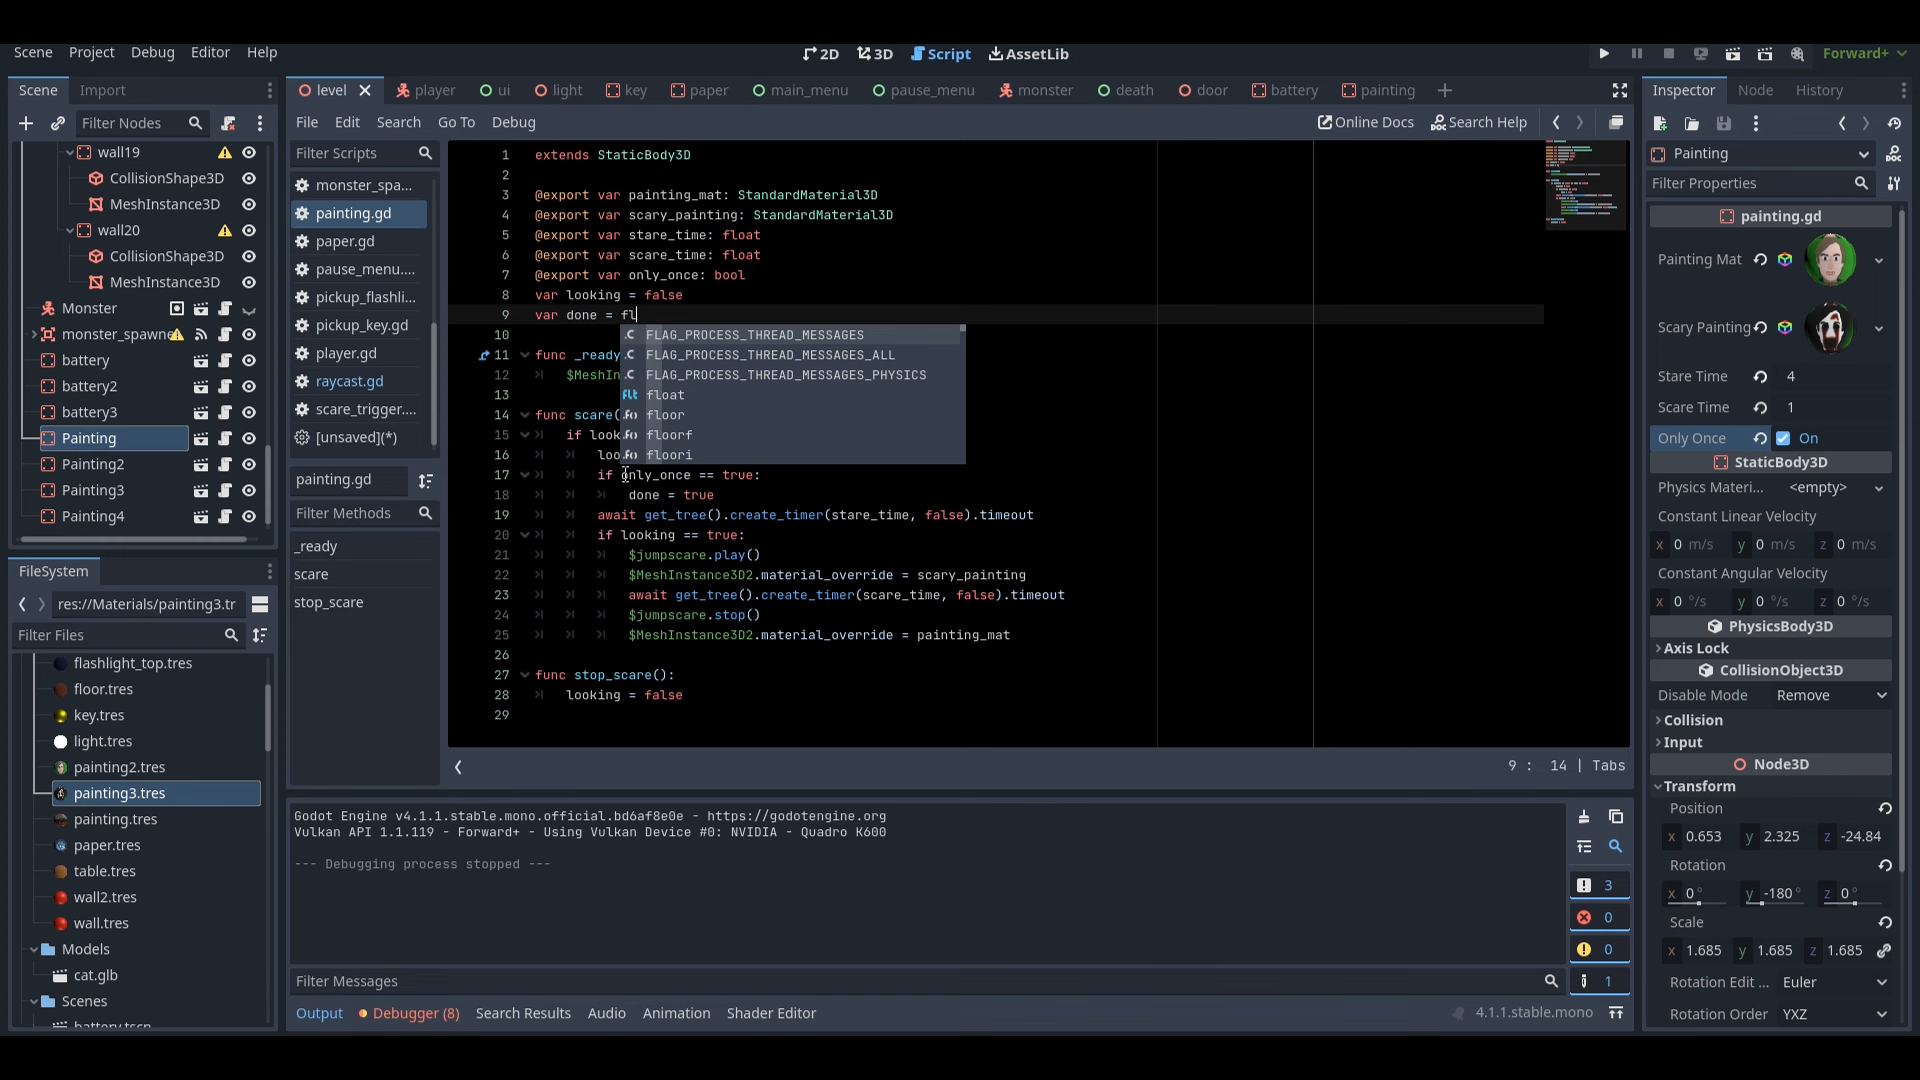 Scene Project Debug Editor Help
2D 3D Script AssetLib
Forward+
Scene Import
Filter Nodes
wall19
CollisionShape3D
MeshInstance3D
wall20
CollisionShape3D
MeshInstance3D
Monster
monster_spawne
battery
battery2
battery3
Painting
Painting2
Painting3
Painting4
FileSystem
res://Materials/painting3.tr
Filter Files
flashlight_top.tres
floor.tres
key.tres
light.tres
painting2.tres
painting3.tres
painting.tres
paper.tres
table.tres
wall2.tres
wall.tres
Models
cat.glb
Scenes
battery.tscn
level player ui light key paper main_menu pause_menu monster death door battery painting
File Edit Search Go To Debug
Online Docs Search Help
Filter Scripts
monster_spa...
painting.gd
paper.gd
pause_menu....
pickup_flashli...
pickup_key.gd
player.gd
raycast.gd
scare_trigger....
[unsaved](*)
painting.gd
Filter Methods
_ready
scare
stop_scare
1 extends StaticBody3D
2
3 @export var painting_mat: StandardMaterial3D
4 @export var scary_painting: StandardMaterial3D
5 @export var stare_time: float
6 @export var scare_time: float
7 @export var only_once: bool
8 var looking = false
9 var done = fl
10
11 func _ready
12 $MeshIn
13
14 func scare(
15 if look
16 loo
17 if only_once == true:
18 done = true
19 await get_tree().create_timer(stare_time, false).timeout
20 if looking == true:
21 $jumpscare.play()
22 $MeshInstance3D2.material_override = scary_painting
23 await get_tree().create_timer(scare_time, false).timeout
24 $jumpscare.stop()
25 $MeshInstance3D2.material_override = painting_mat
26
27 func stop_scare():
28 looking = false
29
.C FLAG_PROCESS_THREAD_MESSAGES
.C FLAG_PROCESS_THREAD_MESSAGES_ALL
.C FLAG_PROCESS_THREAD_MESSAGES_PHYSICS
flt float
floor
floorf
floori
9 : 14 | Tabs
Godot Engine v4.1.1.stable.mono.official.bd6af8e0e - https://godotengine.org
Vulkan API 1.1.119 - Forward+ - Using Vulkan Device #0: NVIDIA - Quadro K600
--- Debugging process stopped ---
3
0
0
1
Filter Messages
Output Debugger (8) Search Results Audio Animation Shader Editor
4.1.1.stable.mono
Inspector Node History
Painting
Filter Properties
painting.gd
Painting Mat
Scary Painting
Stare Time 4
Scare Time 1
Only Once On
StaticBody3D
Physics Materi... <empty>
Constant Linear Velocity
x 0 m/s y 0 m/s z 0 m/s
Constant Angular Velocity
x 0 °/s y 0 °/s z 0 °/s
PhysicsBody3D
Axis Lock
CollisionObject3D
Disable Mode Remove
Collision
Input
Node3D
Transform
Position
x 0.653 y 2.325 z -24.84
Rotation
x 0 ° y -180 ° z 0 °
Scale
x 1.685 y 1.685 z 1.685
Rotation Edit ... Euler
Rotation Order YXZ